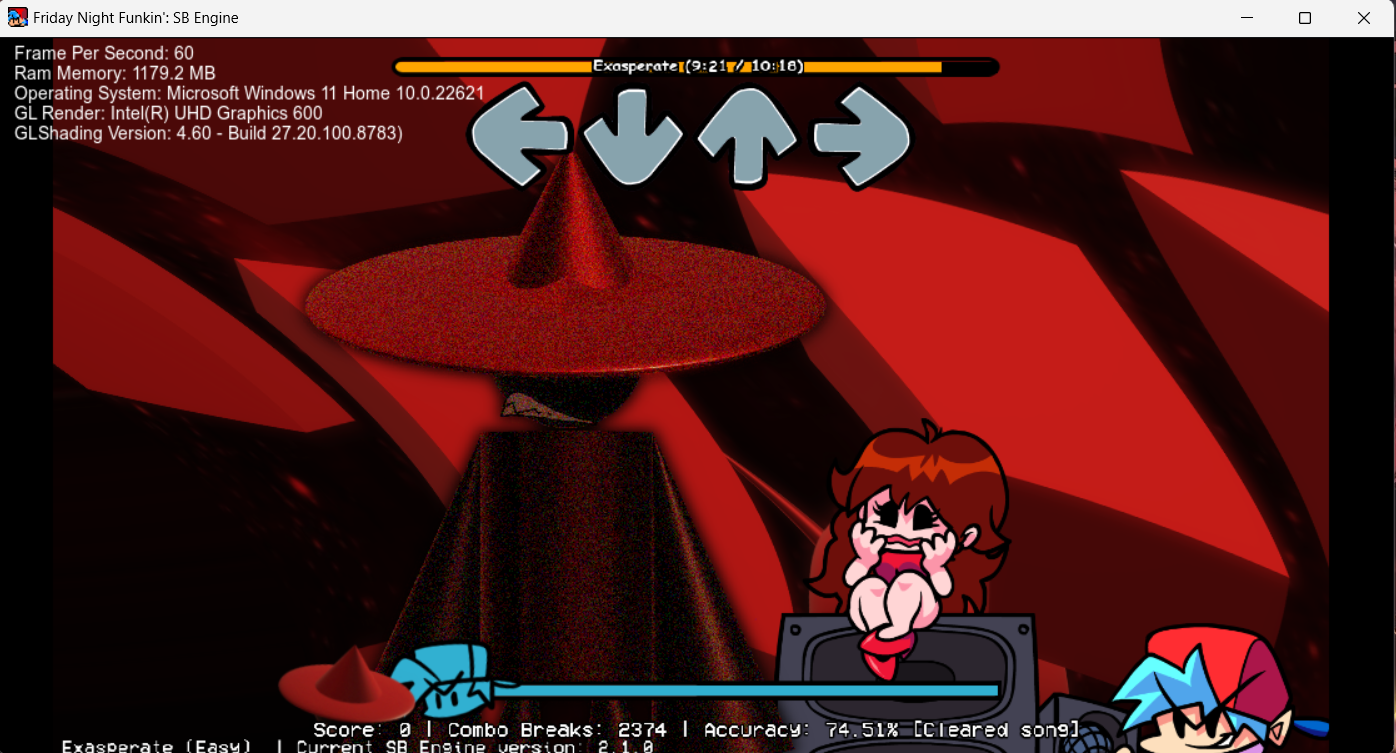 Friday Night Funkin': SB Engine
Frame Per Second: 60
Ram Memory: 1179.2 MB
Operating System: Microsoft Windows 11 Home 10.0.22621
GL Render: Intel(R) UHD Graphics 600
GLShading Version: 4.60 - Build 27.20.100.8783)
Exasperate (9:21 / 10:18)
Score: 0 | Combo Breaks: 2374 | Accuracy: 74.51% [Cleared song]
Exasperate (Easy) | Current SB Engine version: 2.1.0